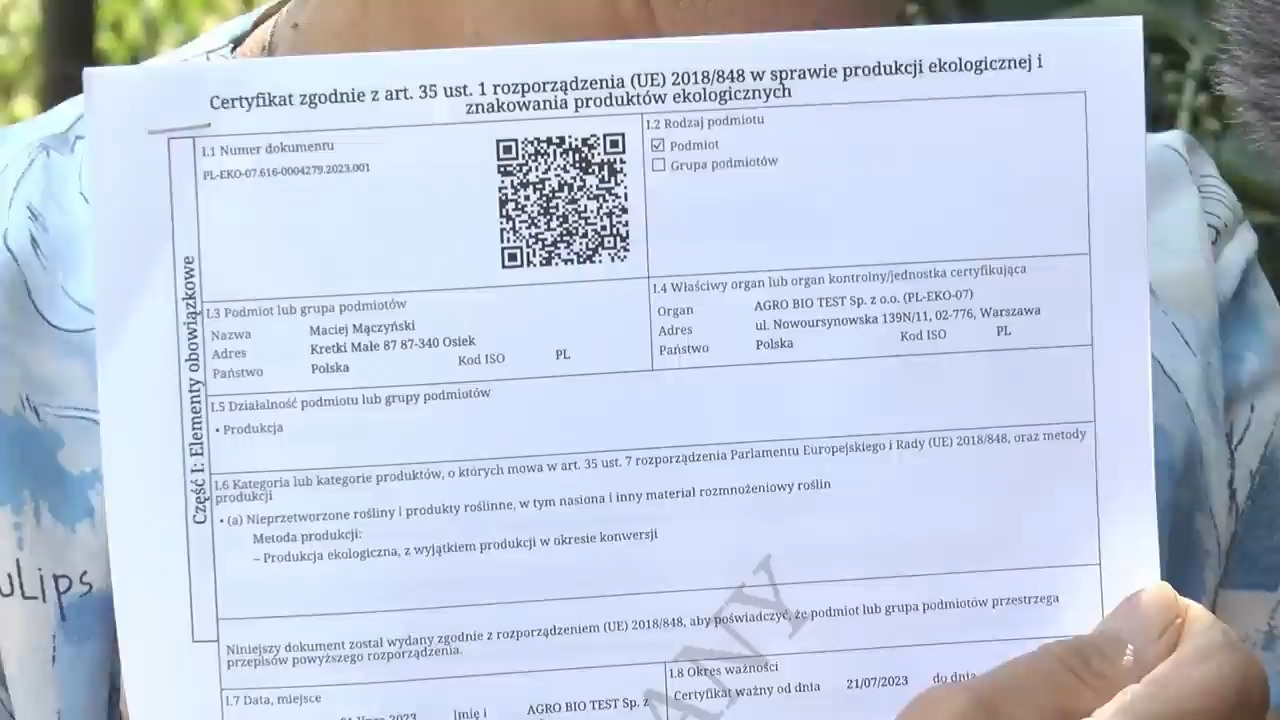 Certyfikat zgodnie z art. 35 ust. 1 rozporządzenia (UE) 2018/848 w sprawie produkcji ekologicznej i
znakowania produktów ekologicznych
Część I: Elementy obowiązkowe
I.1 Numer dokumentu
PL-EKO-07.616-0004279.2023.001
I.2 Rodzaj podmiotu
Podmiot
Grupa podmiotów
I.3 Podmiot lub grupa podmiotów
Nazwa Maciej Mączyński
Adres Kretki Małe 87 87-340 Osiek
Państwo Polska Kod ISO PL
I.4 Właściwy organ lub organ kontrolny/jednostka certyfikująca
Organ AGRO BIO TEST Sp. z o.o. (PL-EKO-07)
Adres ul. Nowoursynowska 139N/11, 02-776, Warszawa
Państwo Polska Kod ISO PL
I.5 Działalność podmiotu lub grupy podmiotów
• Produkcja
I.6 Kategoria lub kategorie produktów, o których mowa w art. 35 ust. 7 rozporządzenia Parlamentu Europejskiego i Rady (UE) 2018/848, oraz metody
produkcji
• (a) Nieprzetworzone rośliny i produkty roślinne, w tym nasiona i inny materiał rozmnożeniowy roślin
Metoda produkcji:
– Produkcja ekologiczna, z wyjątkiem produkcji w okresie konwersji
Niniejszy dokument został wydany zgodnie z rozporządzeniem (UE) 2018/848, aby poświadczyć, że podmiot lub grupa podmiotów przestrzega
przepisów powyższego rozporządzenia.
I.7 Data, miejsce
2023 Imię i AGRO BIO TEST Sp. z
I.8 Okres ważności
Certyfikat ważny od dnia 21/07/2023 do dnia
ANY
uLips